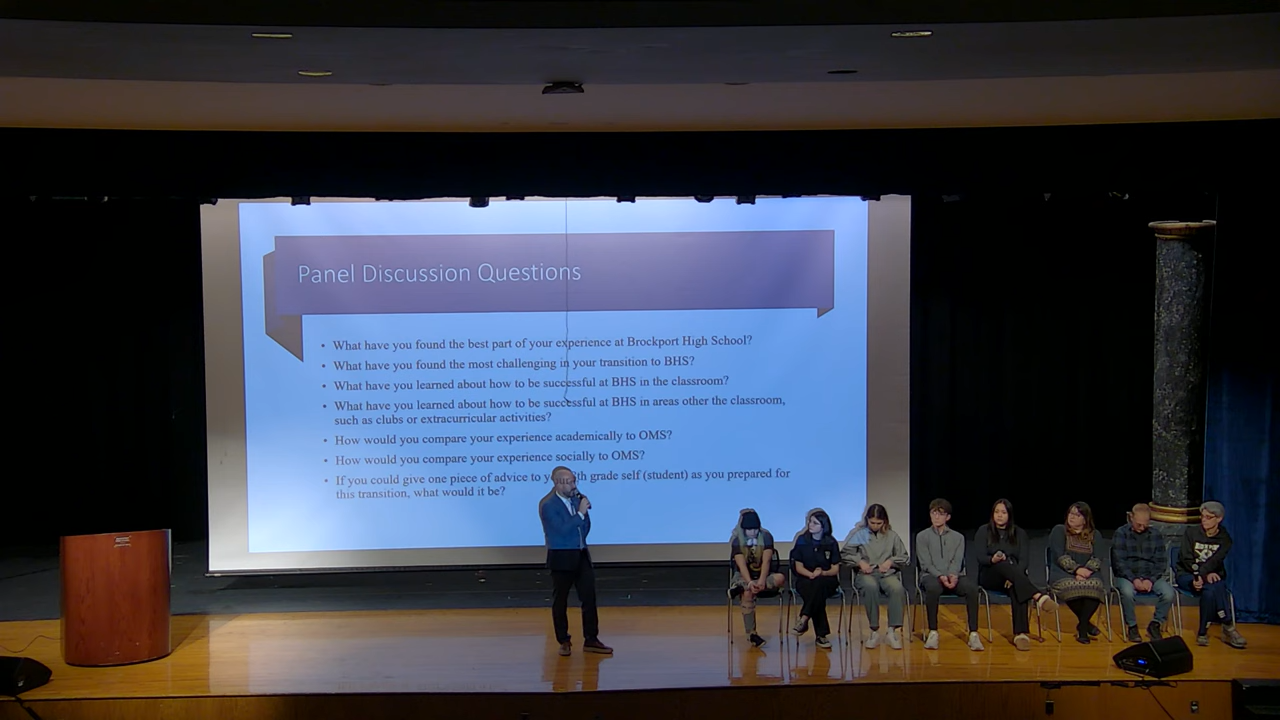 Panel Discussion Questions
• What have you found the best part of your experience at Brockport High School?
• What have you found the most challenging in your transition to BHS?
• What have you learned about how to be successful at BHS in the classroom?
• What have you learned about how to be successful at BHS in areas other the classroom,
such as clubs or extracurricular activities?
• How would you compare your experience academically to OMS?
• How would you compare your experience socially to OMS?
• If you could give one piece of advice to grade self (student) as you prepared for
this transition, what would it be?